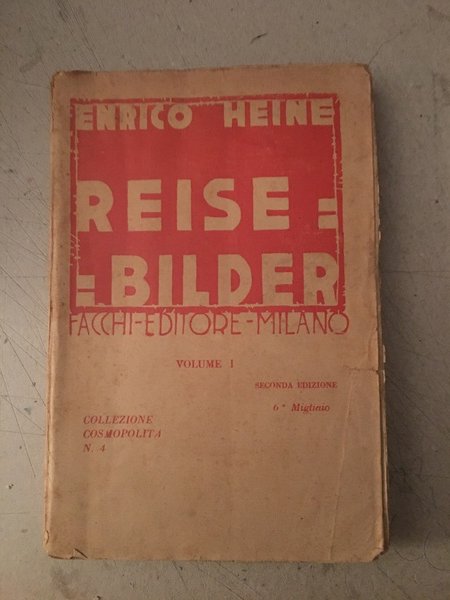 ENRICO HEINE
REISE=
=BILDER
FACCHI-EDITORE-MILANO
VOLUME I
SECONDA EDIZIONE
6° Migliaio
COLLEZIONE
COSMOPOLITA
N. 4